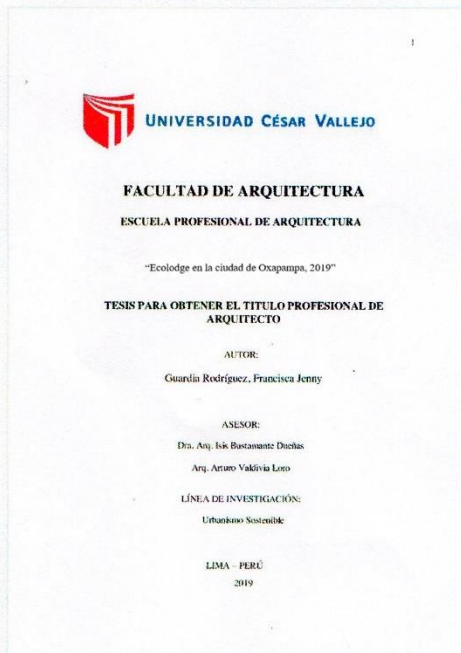 1
UNIVERSIDAD CÉSAR VALLEJO
FACULTAD DE ARQUITECTURA
ESCUELA PROFESIONAL DE ARQUITECTURA
“Ecolodge en la ciudad de Oxapampa, 2019”
TESIS PARA OBTENER EL TITULO PROFESIONAL DE
ARQUITECTO
AUTOR:
Guardia Rodríguez, Francisca Jenny
ASESOR:
Dra. Arq. Isis Bustamante Dueñas
Arq. Arturo Valdivia Loro
LÍNEA DE INVESTIGACIÓN:
Urbanismo Sostenible
LIMA – PERÚ
2019